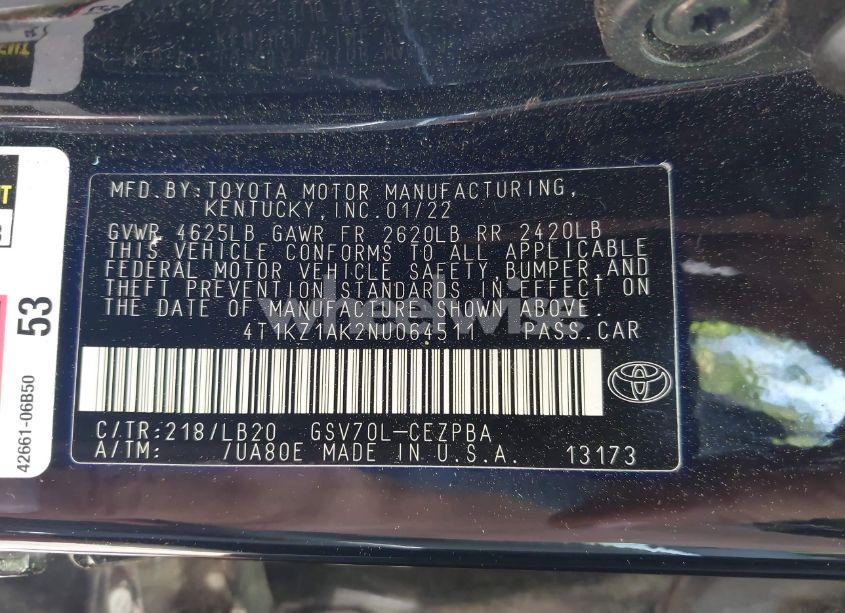 MFD.BY:TOYOTA MOTOR MANUFACTURING,
KENTUCKY,INC.01/22
GVWR 4625LB GAWR FR 2620LB RR 2420LB
THIS VEHICLE CONFORMS TO ALL APPLICABLE
FEDERAL MOTOR VEHICLE SAFETY,BUMPER,AND
THEFT PREVENTION STANDARDS IN EFFECT ON
THE DATE OF MANUFACTURE SHOWN ABOVE.
4T1KZ1AK2NU064511 PASS.CAR
C/TR:218/LB20 GSV70L-CEZPBA
A/TM: /UA80E MADE IN U.S.A. 13173
53
42661-06B50
wheelwise